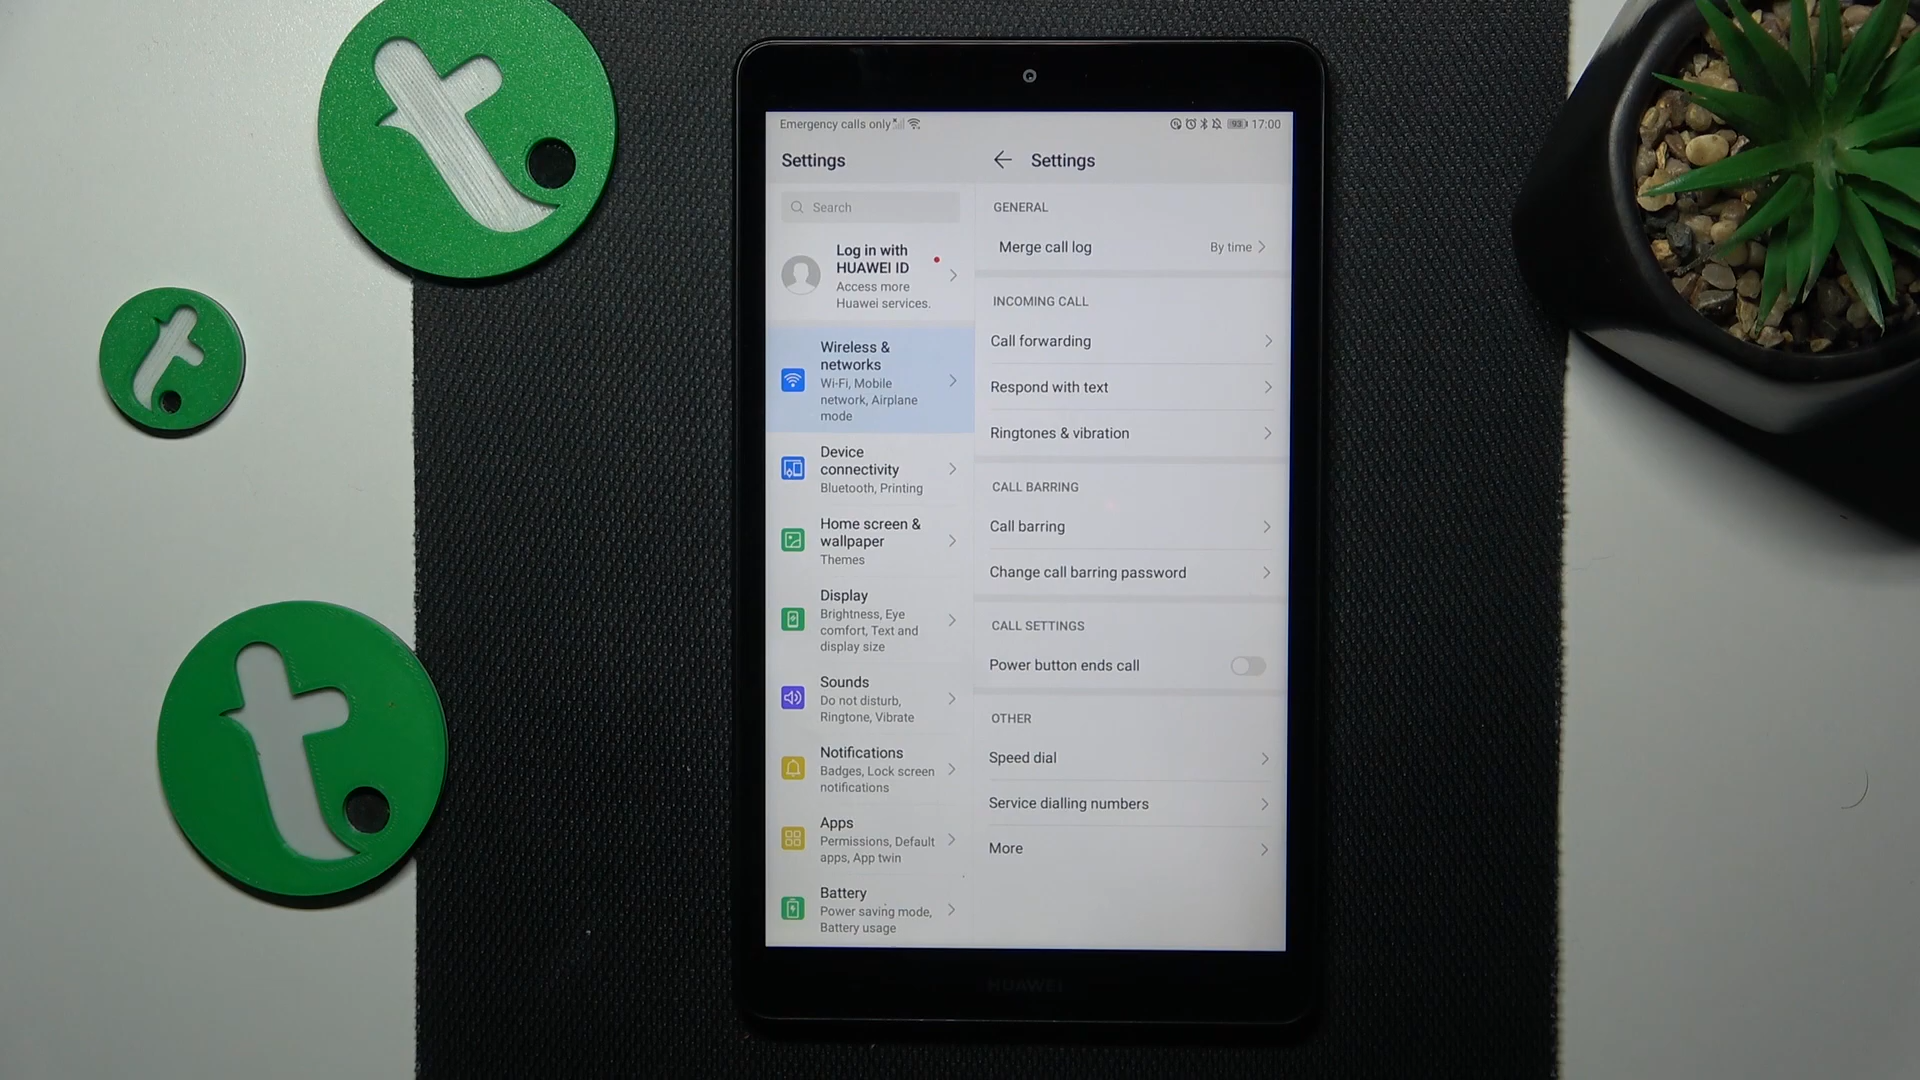 Emergency calls only
93 17:00
Settings
Search
Log in with
HUAWEI ID
Access more
Huawei services.
Wireless &
networks
Wi-Fi, Mobile
network, Airplane
mode
Device
connectivity
Bluetooth, Printing
Home screen &
wallpaper
Themes
Display
Brightness, Eye
comfort, Text and
display size
Sounds
Do not disturb,
Ringtone, Vibrate
Notifications
Badges, Lock screen
notifications
Apps
Permissions, Default
apps, App twin
Battery
Power saving mode,
Battery usage
Settings
GENERAL
Merge call log By time
INCOMING CALL
Call forwarding
Respond with text
Ringtones & vibration
CALL BARRING
Call barring
Change call barring password
CALL SETTINGS
Power button ends call
OTHER
Speed dial
Service dialling numbers
More
HUAWEI